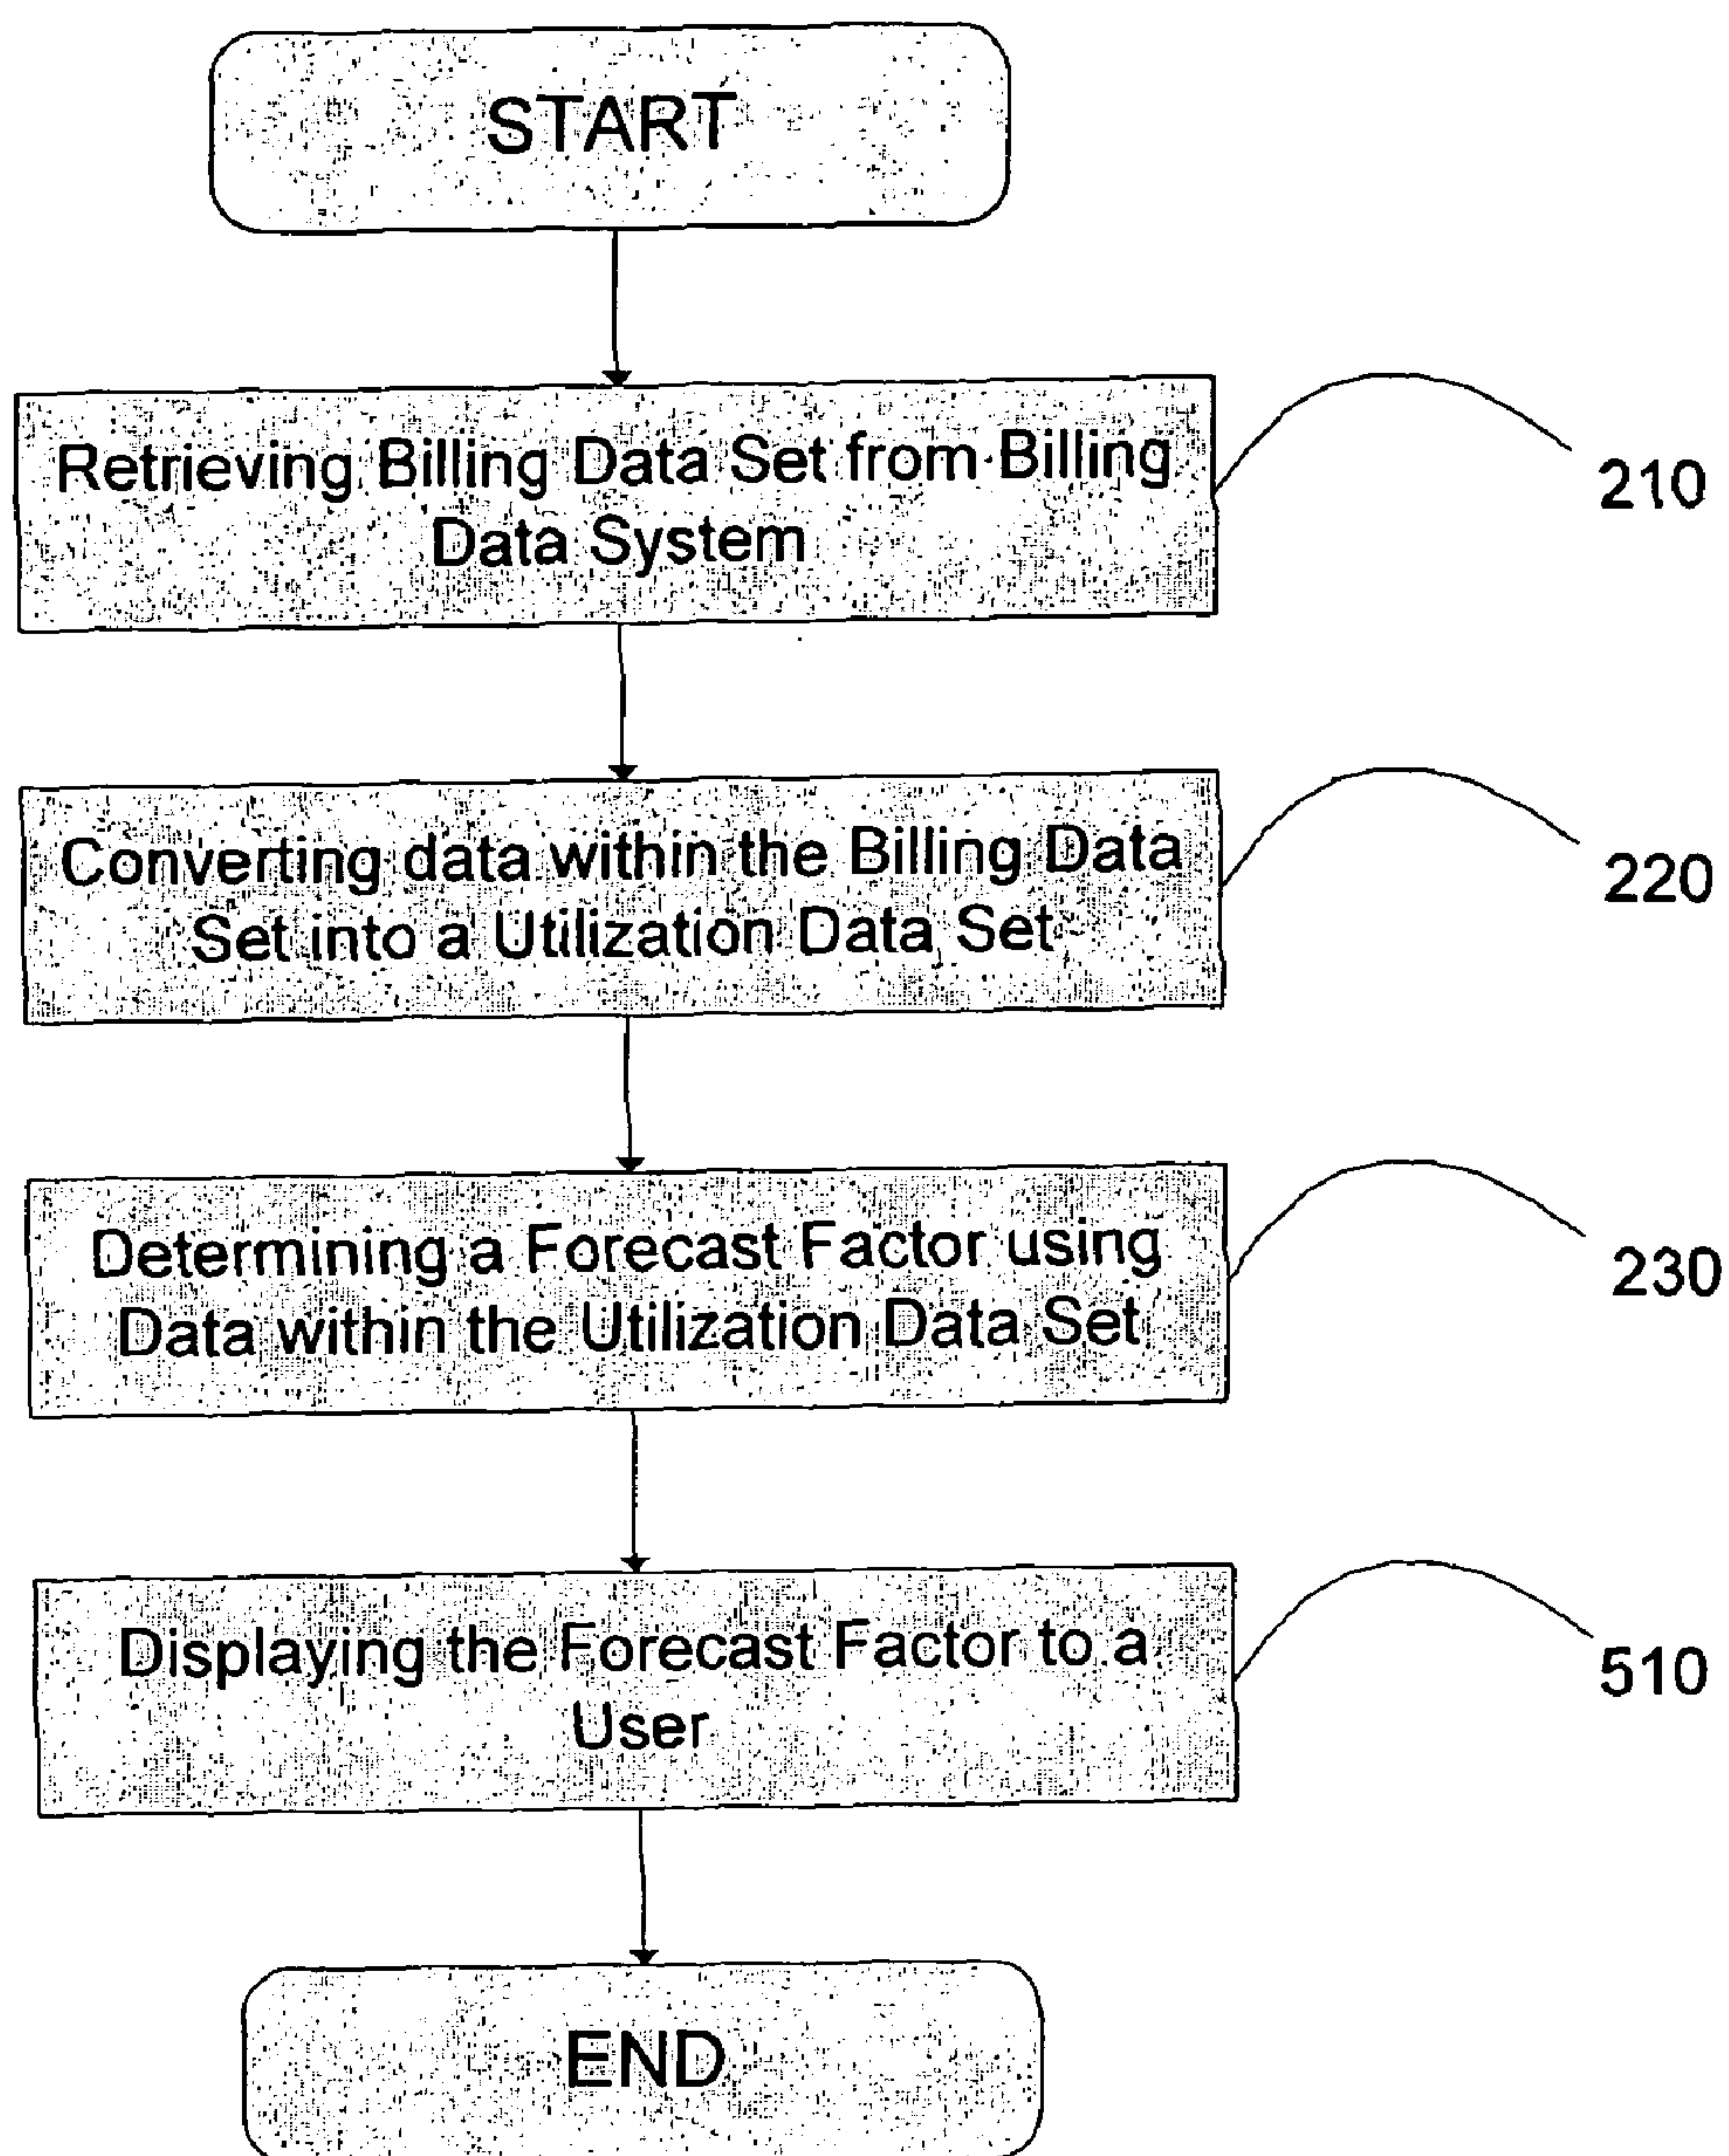 START
Retrieving Billing Data Set from Billing
Data System
210
Converting data within the Billing Data
Set into a Utilization Data Set
220
Determining a Forecast Factor using
Data within the Utilization Data Set
230
Displaying the Forecast Factor to a
User
510
END